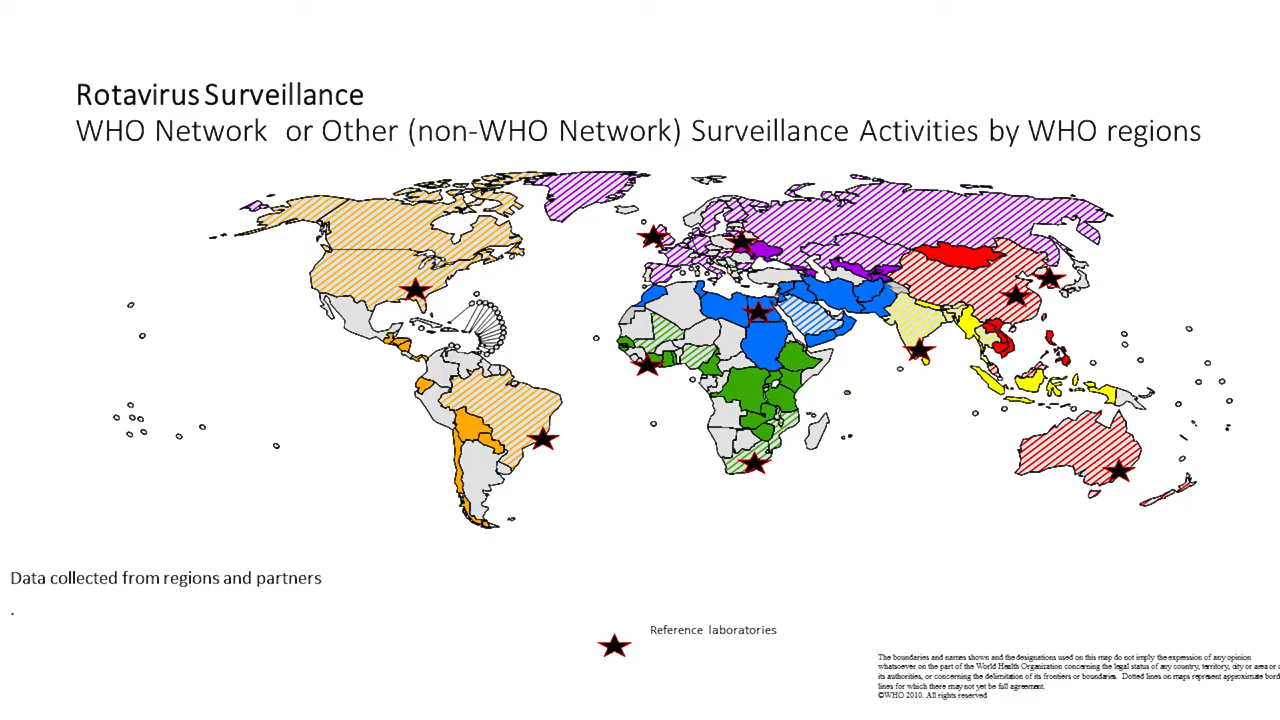 Rotavirus Surveillance
WHO Network or Other (non-WHO Network) Surveillance Activities by WHO regions
Data collected from regions and partners
.
Reference laboratories
The boundaries and names shown and the designations used on this map do not imply the expression of any opinion
whatsoever on the part of the World Health Organization concerning the legal status of any country, territory, city or area or
its authorities, or concerning the delimitation of its frontiers or boundaries. Dotted lines on maps represent approximate
lines for which there may not yet be full agreement.
©WHO 2010. All rights reserved